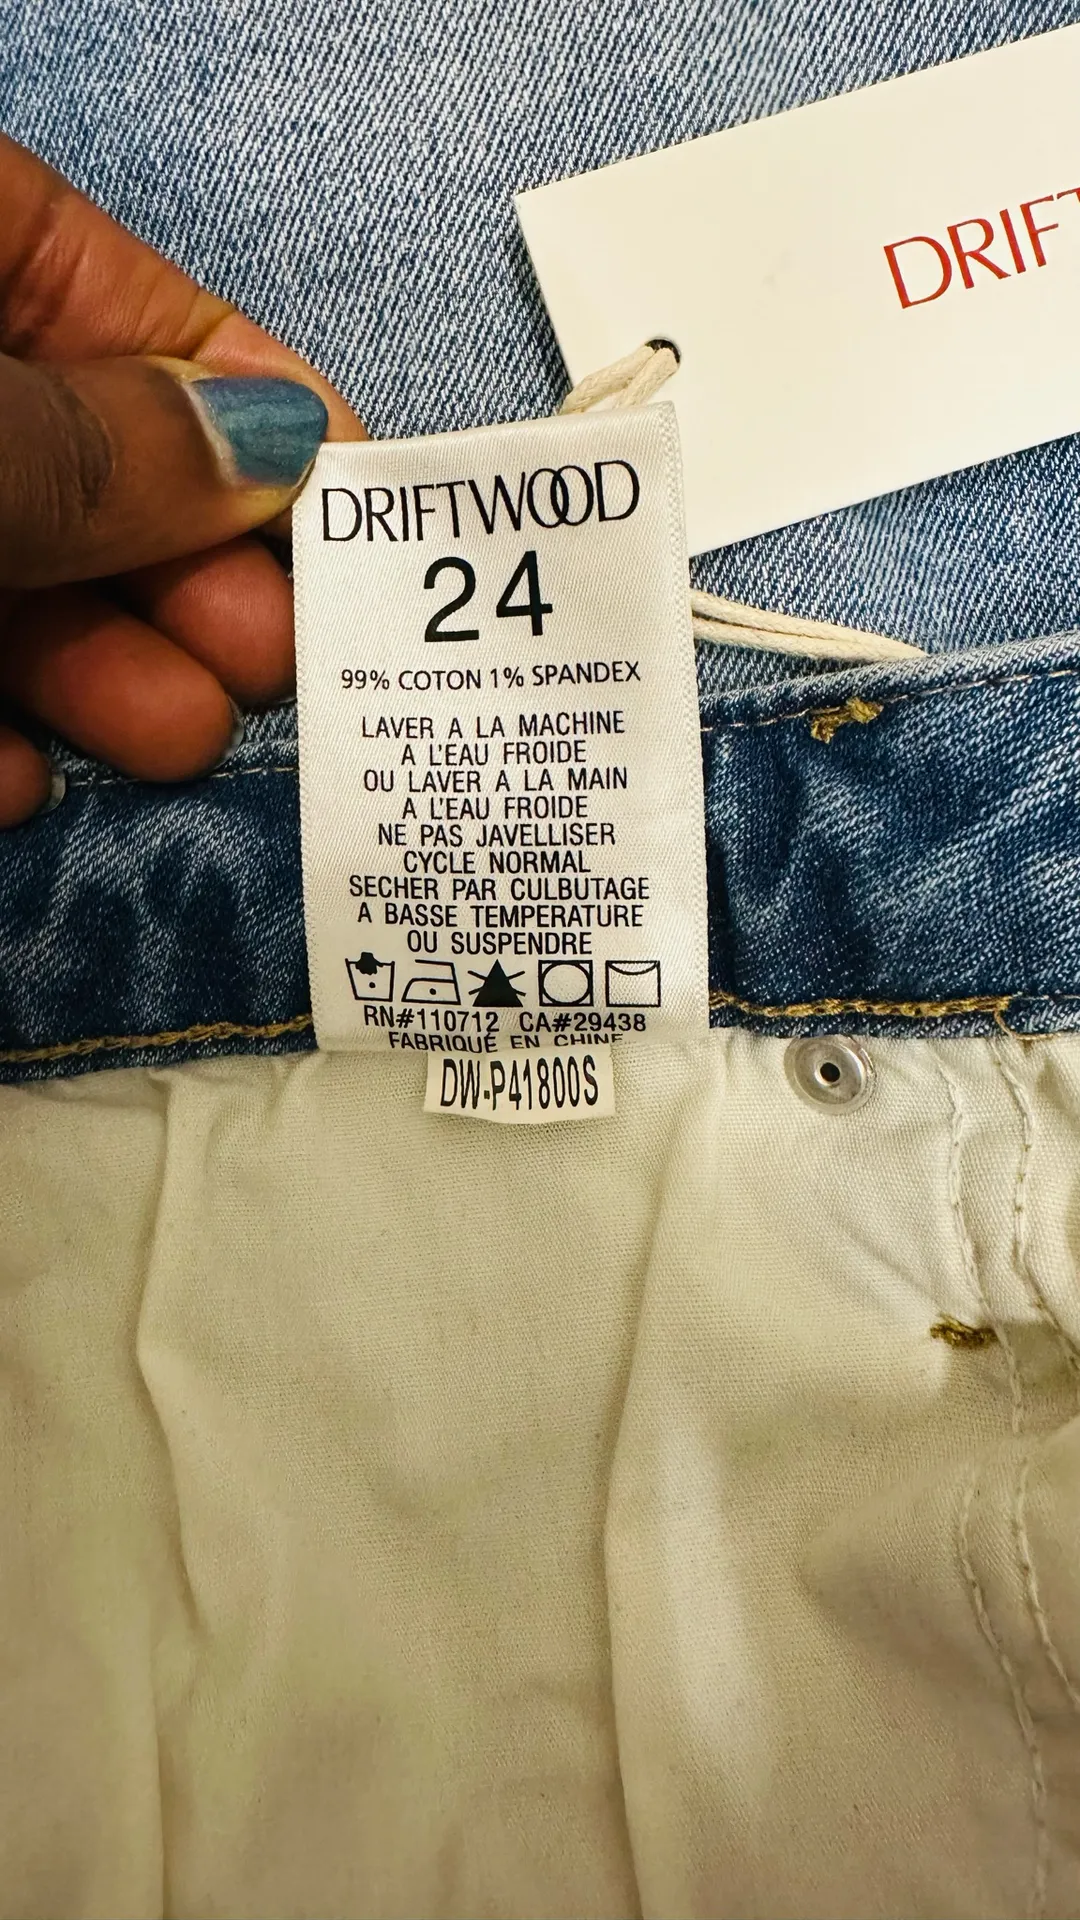 DRIFT
DRIFTWOOD
24
99% COTON 1% SPANDEX
LAVER A LA MACHINE
A L'EAU FROIDE
OU LAVER A LA MAIN
A L'EAU FROIDE
NE PAS JAVELLISER
CYCLE NORMAL
SECHER PAR CULBUTAGE
A BASSE TEMPERATURE
OU SUSPENDRE
RN#110712 CA#29438
FABRIQUÉ EN CHINE
DW-P41800S